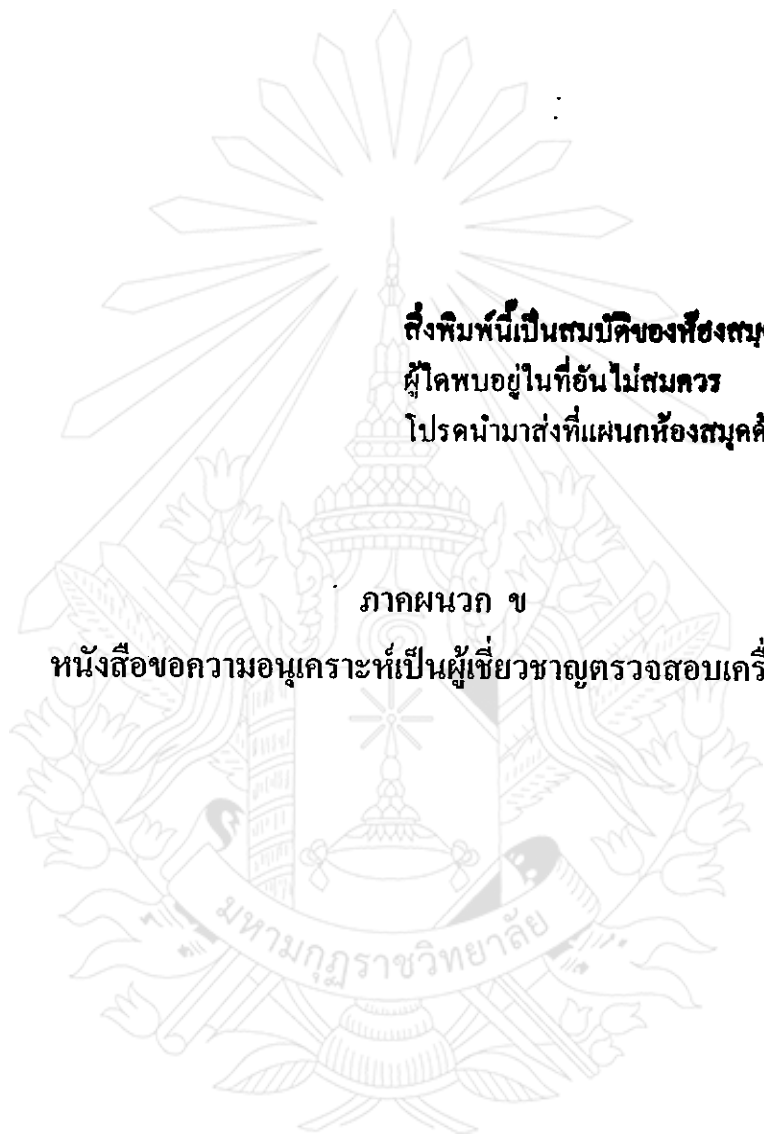 สิ่งพิมพ์นี้เป็นสมบัติของห้องสมุ
ผู้ใดพบอยู่ในที่อันไม่สมควร
โปรดนำมาส่งที่แผนกห้องสมุดด้
ภาคผนวก ข
หนังสือขอความอนุเคราะห์เป็นผู้เชี่ยวชาญตรวจสอบเครื่
มหามกุฏราชวิทยาลัย